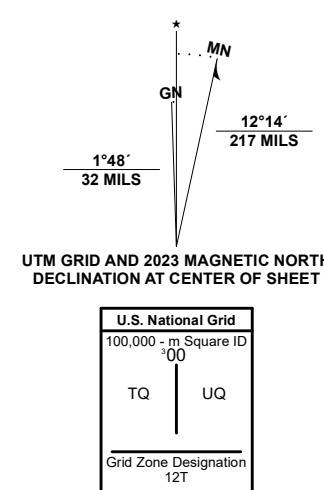 ★
MN
GN
12°14´
217 MILS
1°48´
32 MILS
UTM GRID AND 2023 MAGNETIC NORTH
DECLINATION AT CENTER OF SHEET
U.S. National Grid
100,000 - m Square ID
³00
TQ UQ
Grid Zone Designation
12T